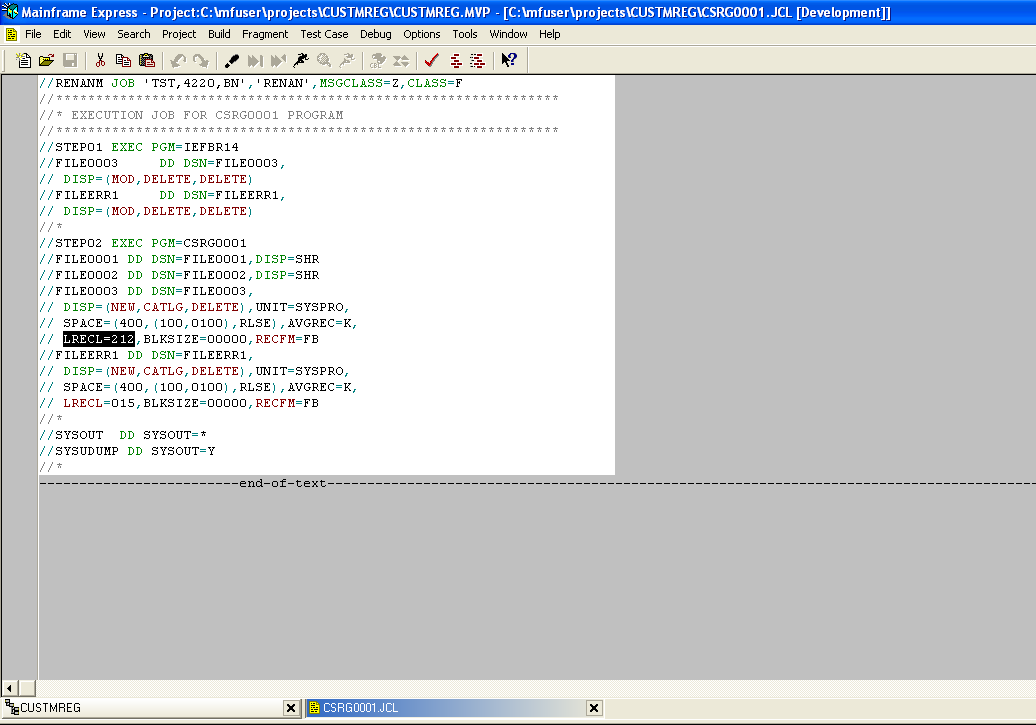 Mainframe Express - Project:C:\mfuser\projects\CUSTMREG\CUSTMREG.MVP - [C:\mfuser\projects\CUSTMREG\CSRG0001.JCL [Development]]
File Edit View Search Project Build Fragment Test Case Debug Options Tools Window Help
//RENANM JOB 'TST,4220,BN','RENAN',MSGCLASS=Z,CLASS=F
//***************************************************************
//* EXECUTION JOB FOR CSRG0001 PROGRAM
//***************************************************************
//STEP01 EXEC PGM=IEFBR14
//FILE0003     DD DSN=FILE0003,
// DISP=(MOD,DELETE,DELETE)
//FILEERR1     DD DSN=FILEERR1,
// DISP=(MOD,DELETE,DELETE)
//*
//STEP02 EXEC PGM=CSRG0001
//FILE0001 DD DSN=FILE0001,DISP=SHR
//FILE0002 DD DSN=FILE0002,DISP=SHR
//FILE0003 DD DSN=FILE0003,
// DISP=(NEW,CATLG,DELETE),UNIT=SYSPRO,
// SPACE=(400,(100,0100),RLSE),AVGREC=K,
// LRECL=212,BLKSIZE=00000,RECFM=FB
//FILEERR1 DD DSN=FILEERR1,
// DISP=(NEW,CATLG,DELETE),UNIT=SYSPRO,
// SPACE=(400,(100,0100),RLSE),AVGREC=K,
// LRECL=015,BLKSIZE=00000,RECFM=FB
//*
//SYSOUT  DD SYSOUT=*
//SYSUDUMP DD SYSOUT=Y
//*
-------------------------end-of-text-------------------------
CUSTMREG
CSRG0001.JCL